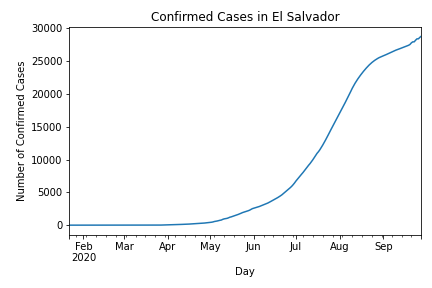 Confirmed Cases in El Salvador
Number of Confirmed Cases
30000
25000
20000
15000
10000
5000
0
Feb Mar Apr May Jun Jul Aug Sep
2020
Day